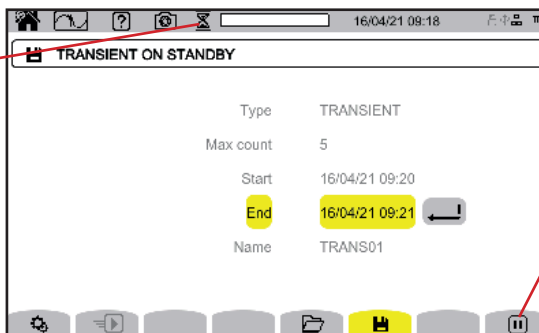 16/04/21 09:18
TRANSIENT ON STANDBY
Type TRANSIENT
Max count 5
Start 16/04/21 09:20
End 16/04/21 09:21
Name TRANS01